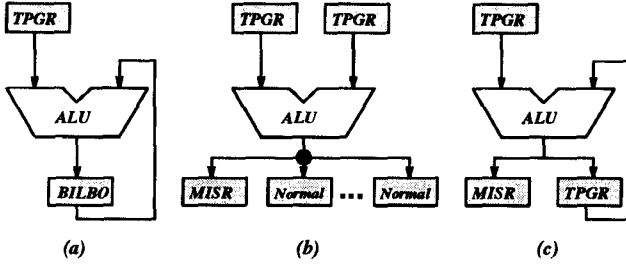 TPGR
TPGR
TPGR
TPGR
ALU
ALU
ALU
BILBO
MISR
Normal
...
Normal
MISR
TPGR
(a)
(b)
(c)